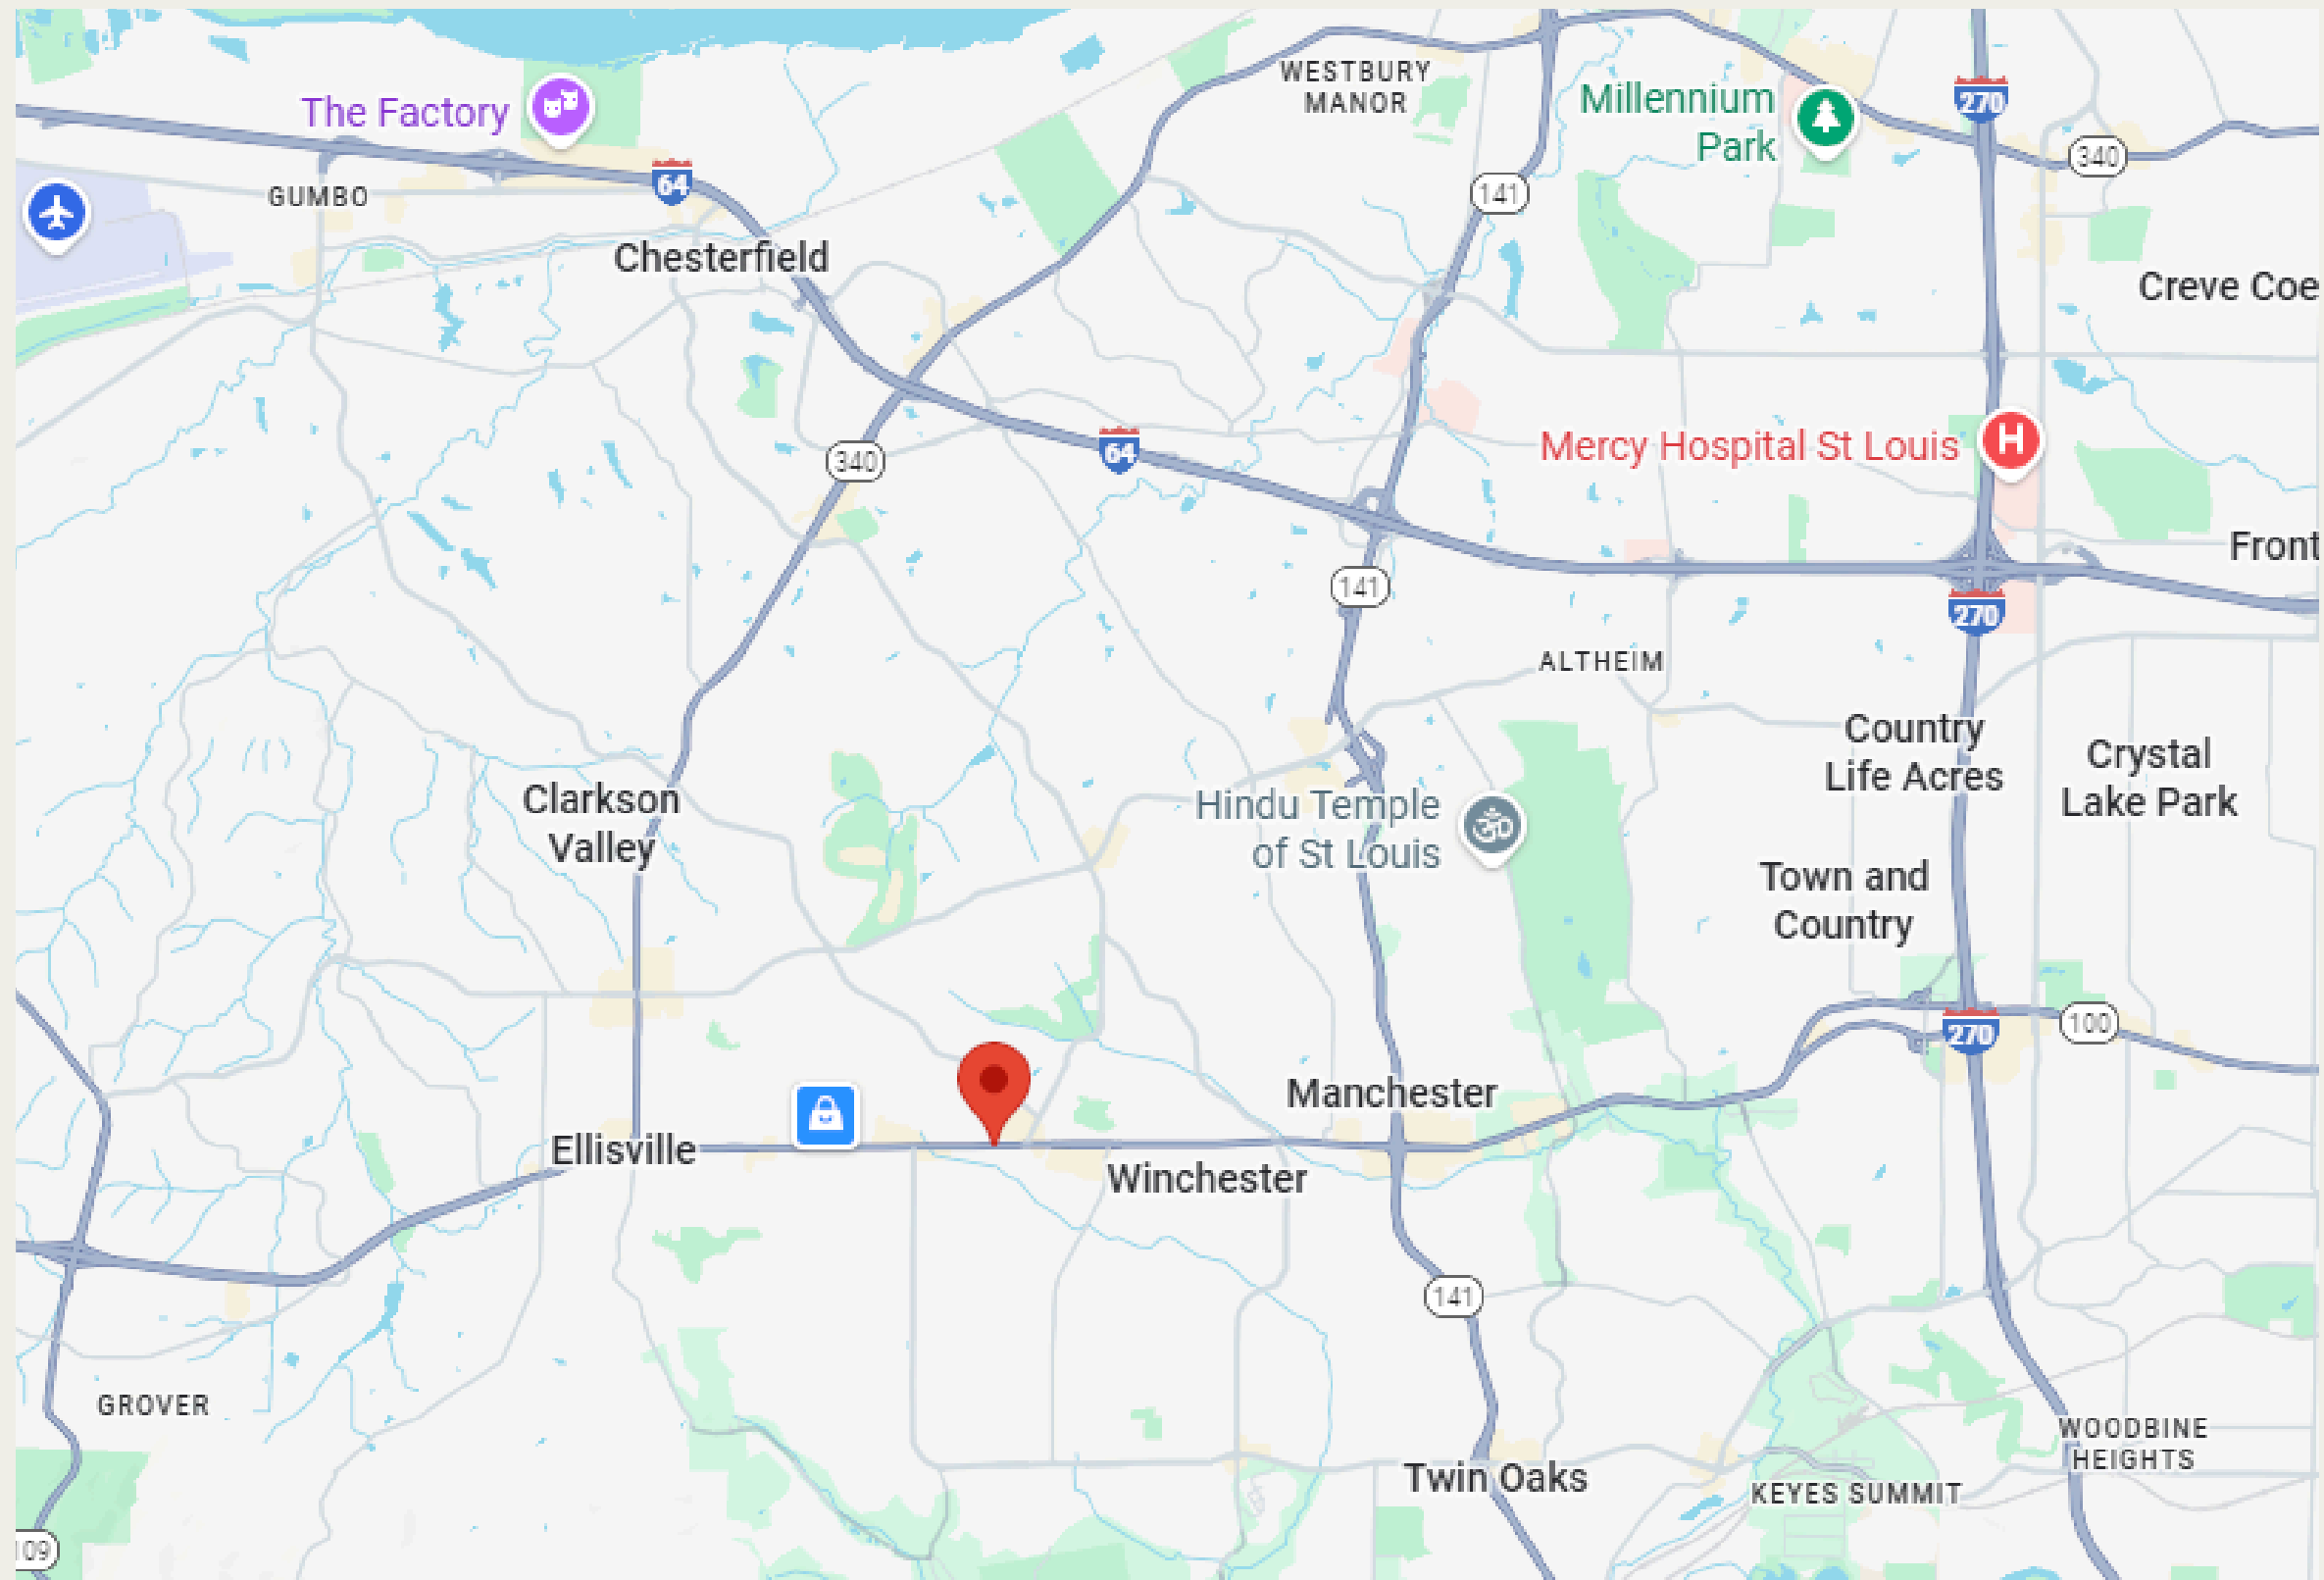 WESTBURY
MANOR
Millennium
Park
270
The Factory
340
64
141
GUMBO
Chesterfield
Creve Coe
340
64
Mercy Hospital St Louis
H
Front
141
270
ALTHEIM
Country
Life Acres
Crystal
Lake Park
Clarkson
Valley
Hindu Temple
of St Louis
ॐ
Town and
Country
100
270
Manchester
Ellisville
Winchester
141
GROVER
WOODBINE
HEIGHTS
Twin Oaks
KEYES SUMMIT
109